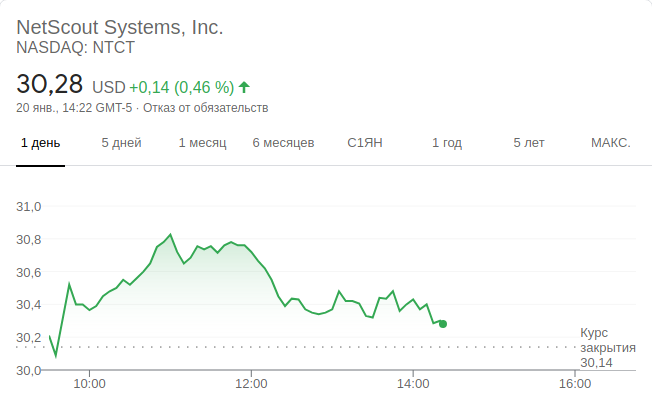 NetScout Systems, Inc.
NASDAQ: NTCT
30,28 USD +0,14 (0,46 %)
20 янв., 14:22 GMT-5 · Отказ от обязательств
1 день 5 дней 1 месяц 6 месяцев С1ЯН 1 год 5 лет МАКС.
31,0
30,8
30,6
30,4
30,2
30,0
Курс
закрытия
30,14
10:00 12:00 14:00 16:00